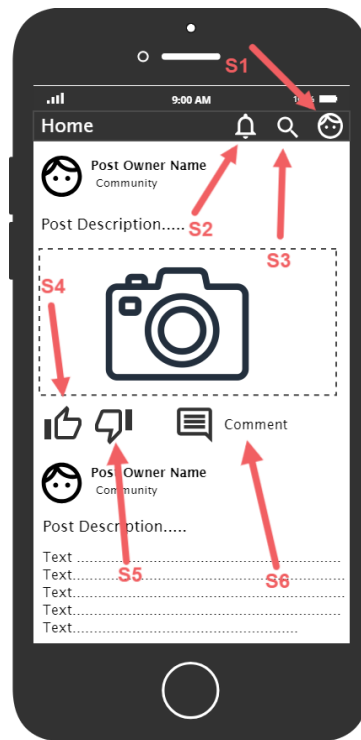 S1
9:00 AM
Home
Post Owner Name
Community
Post Description.....
S2
S3
S4
Comment
Post Owner Name
Community
Post Description.....
S5
S6
Text
Text
Text
Text
Text